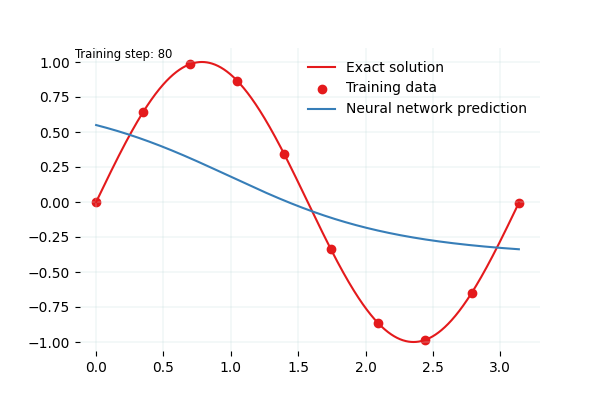 Training step: 80
Exact solution
Training data
Neural network prediction
1.00
0.75
0.50
0.25
0.00
−0.25
−0.50
−0.75
−1.00
0.0 0.5 1.0 1.5 2.0 2.5 3.0